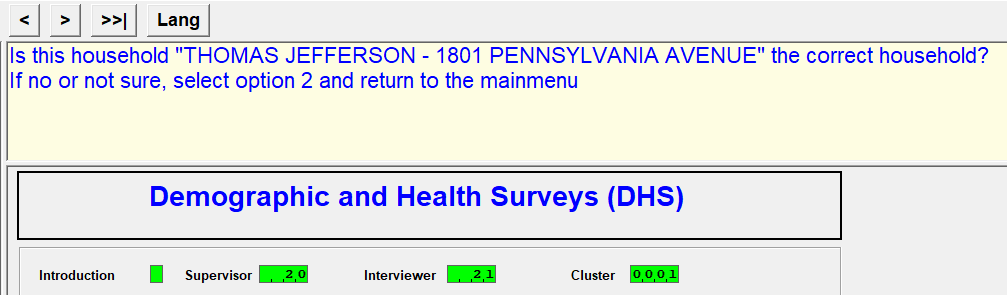 < > >>| Lang
Is this household "THOMAS JEFFERSON - 1801 PENNSYLVANIA AVENUE" the correct household?
If no or not sure, select option 2 and return to the mainmenu
Demographic and Health Surveys (DHS)
Introduction Supervisor 20 Interviewer 21 Cluster 0001